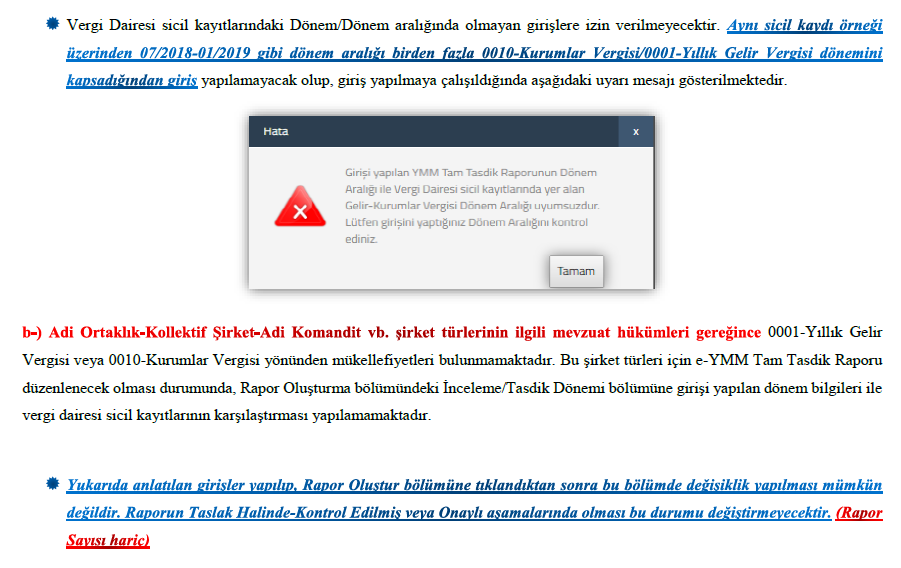 Vergi Dairesi sicil kayıtlarındaki Dönem/Dönem aralığında olmayan girişlere izin verilmeyecektir. Aynı sicil kaydı örneği
üzerinden 07/2018-01/2019 gibi dönem aralığı birden fazla 0010-Kurumlar Vergisi/0001-Yıllık Gelir Vergisi dönemini
kapsadığından giriş yapılamayacak olup, giriş yapılmaya çalışıldığında aşağıdaki uyarı mesajı gösterilmektedir.
Hata x
Girişi yapılan YMM Tam Tasdik Raporunun Dönem
Aralığı ile Vergi Dairesi sicil kayıtlarında yer alan
Gelir-Kurumlar Vergisi Dönem Aralığı uyumsuzdur.
Lütfen girişini yaptığınız Dönem Aralığını kontrol
ediniz.
Tamam
b-) Adi Ortaklık-Kollektif Şirket-Adi Komandit vb. şirket türlerinin ilgili mevzuat hükümleri gereğince 0001-Yıllık Gelir
Vergisi veya 0010-Kurumlar Vergisi yönünden mükellefiyetleri bulunmamaktadır. Bu şirket türleri için e-YMM Tam Tasdik Raporu
düzenlenecek olması durumunda, Rapor Oluşturma bölümündeki İnceleme/Tasdik Dönemi bölümüne girişi yapılan dönem bilgileri ile
vergi dairesi sicil kayıtlarının karşılaştırması yapılamamaktadır.
Yukarıda anlatılan girişler yapılıp, Rapor Oluştur bölümüne tıklandıktan sonra bu bölümde değişiklik yapılması mümkün
değildir. Raporun Taslak Halinde-Kontrol Edilmiş veya Onaylı aşamalarında olması bu durumu değiştirmeyecektir. (Rapor
Sayısı hariç)